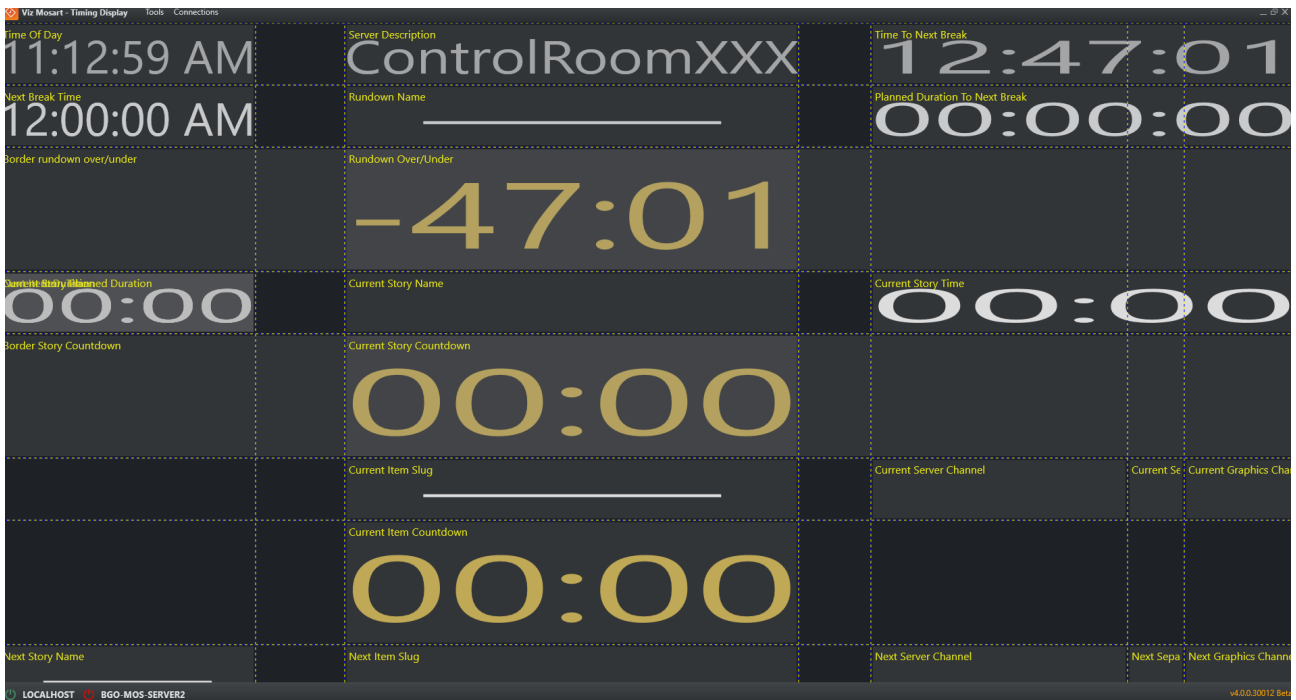 Viz Mosart - Timing Display Tools Connections
Time Of Day Server Description Time To Next Break
11:12:59 AM ControlRoomXXX 12:47:01
Next Break Time Rundown Name Planned Duration To Next Break
12:00:00 AM 00:00:00
Border rundown over/under Rundown Over/Under
-47:01
Planned Duration Current Story Name Current Story Time
00:00 00:00
Border Story Countdown Current Story Countdown
00:00
Current Item Slug Current Server Channel Current Se Current Graphics Cha
Current Item Countdown
00:00
Next Story Name Next Item Slug Next Server Channel Next Sepa Next Graphics Channe
LOCALHOST BGO-MOS-SERVER2 v4.0.0.30012 Beta